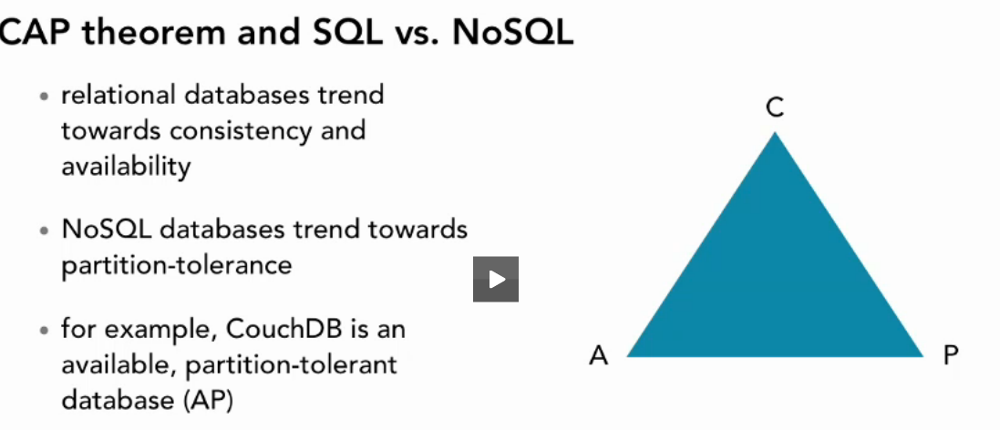 CAP theorem and SQL vs. NoSQL
• relational databases trend
towards consistency and
availability
• NoSQL databases trend towards
partition-tolerance
• for example, CouchDB is an
available, partition-tolerant
database (AP)
C
A
P